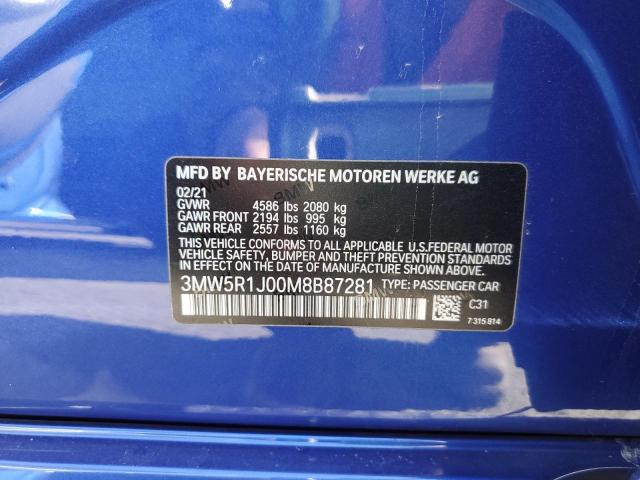 MFD BY BAYERISCHE MOTOREN WERKE AG
02/21
GVWR 4586 lbs 2080 kg
GAWR FRONT 2194 lbs 995 kg
GAWR REAR 2557 lbs 1160 kg
THIS VEHICLE CONFORMS TO ALL APPLICABLE U.S.FEDERAL MOTOR
VEHICLE SAFETY, BUMPER AND THEFT PREVENTION STANDARDS
IN EFFECT ON THE DATE OF MANUFACTURE SHOWN ABOVE.
3MW5R1J00M8B87281 TYPE: PASSENGER CAR
C31
7 315 814